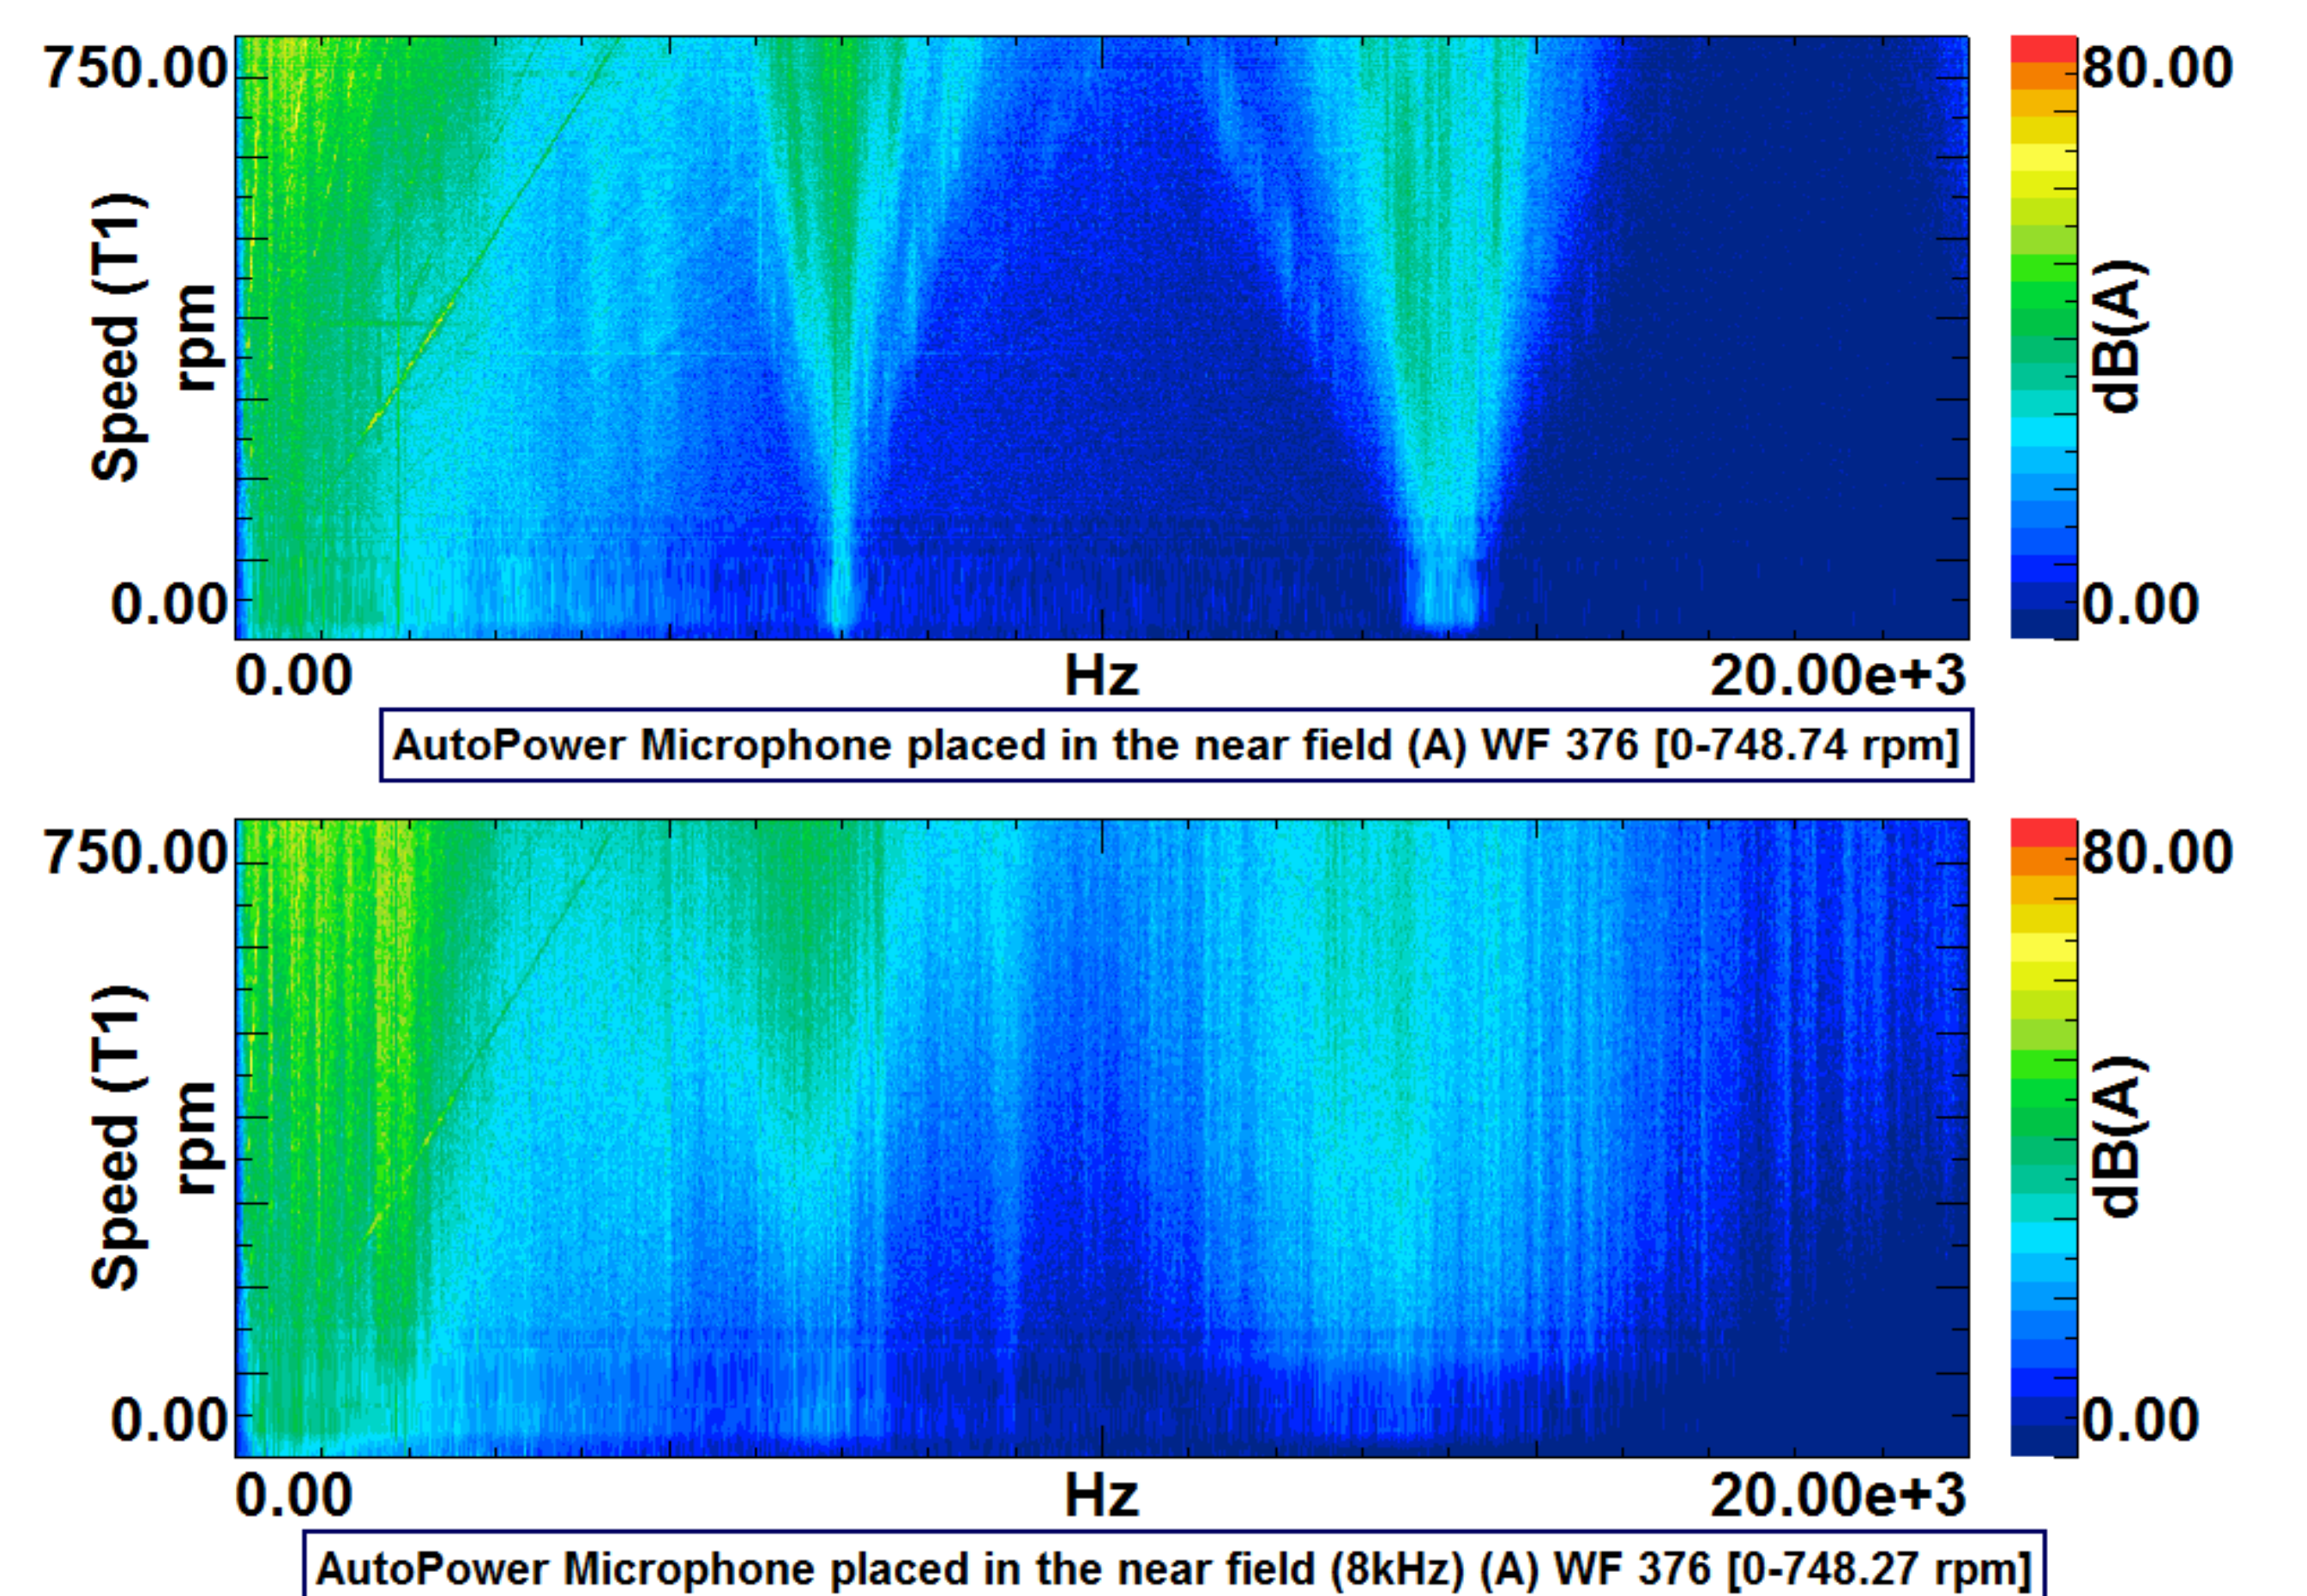 750.00
Speed (T1)
rpm
0.00
0.00
Hz
20.00e+3
80.00
dB(A)
0.00
AutoPower Microphone placed in the near field (A) WF 376 [0-748.74 rpm]
750.00
Speed (T1)
rpm
0.00
0.00
Hz
20.00e+3
80.00
dB(A)
0.00
AutoPower Microphone placed in the near field (8kHz) (A) WF 376 [0-748.27 rpm]